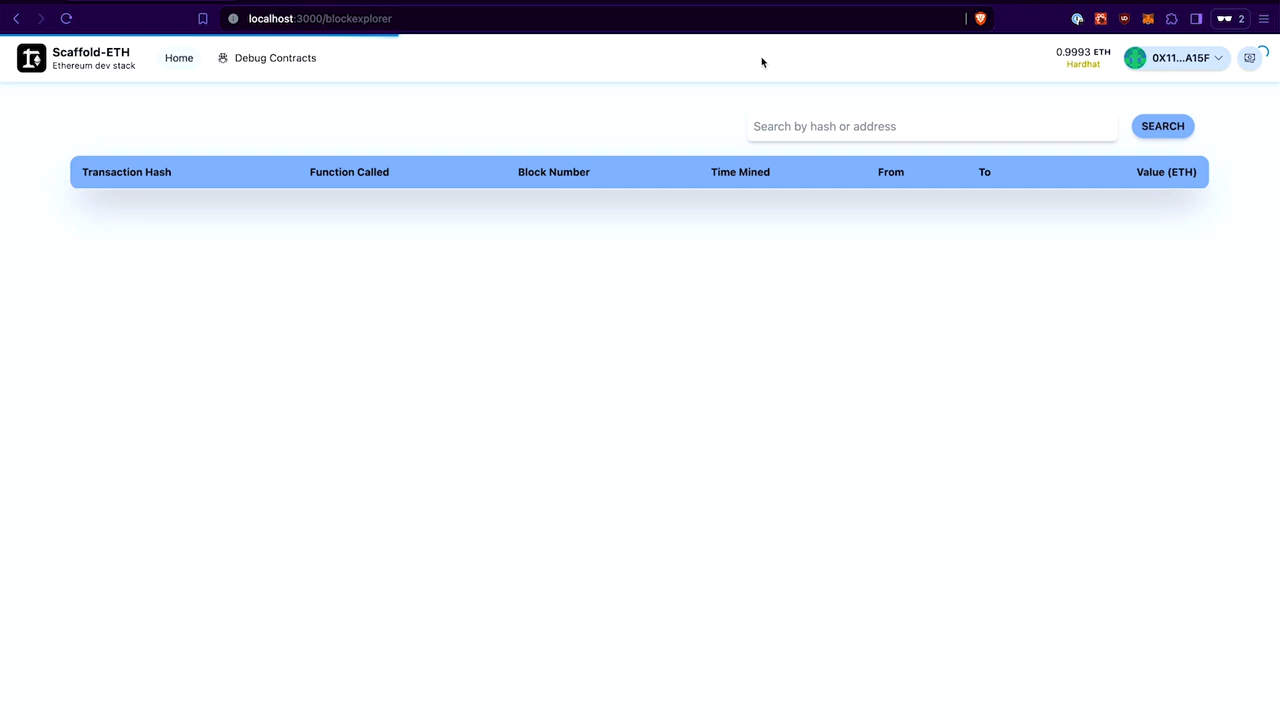 localhost:3000/blockexplorer
2
Scaffold-ETH
Ethereum dev stack
Home
Debug Contracts
0.9993 ETH
Hardhat
0X11...A15F
Search by hash or address
SEARCH
Transaction Hash Function Called Block Number Time Mined From To Value (ETH)